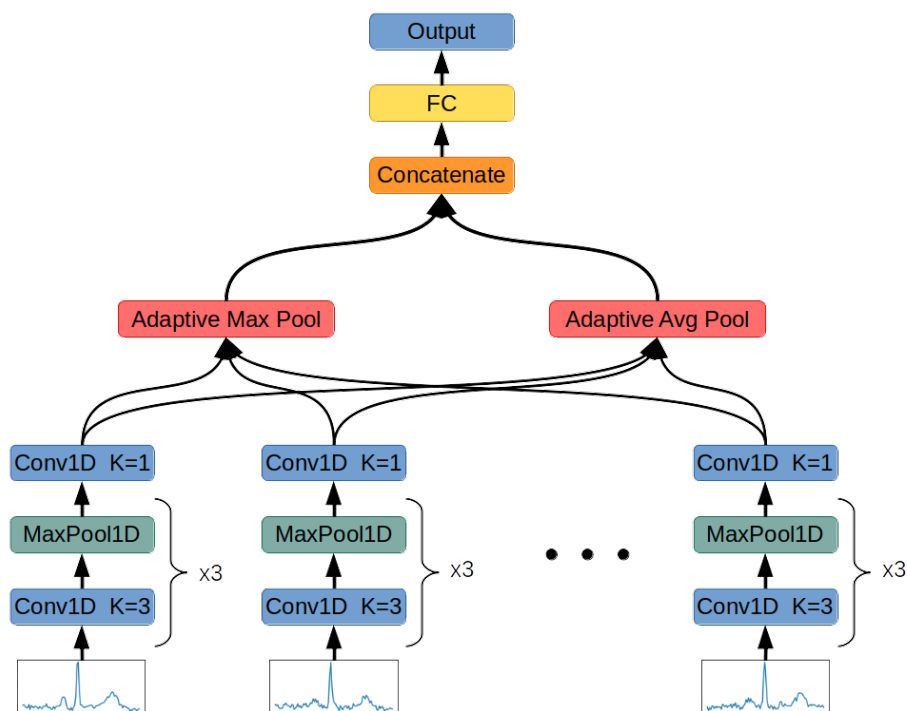 Output
FC
Concatenate
Adaptive Max Pool
Adaptive Avg Pool
Conv1D K=1
Conv1D K=1
Conv1D K=1
MaxPool1D
MaxPool1D
MaxPool1D
x3
x3
x3
Conv1D K=3
Conv1D K=3
Conv1D K=3